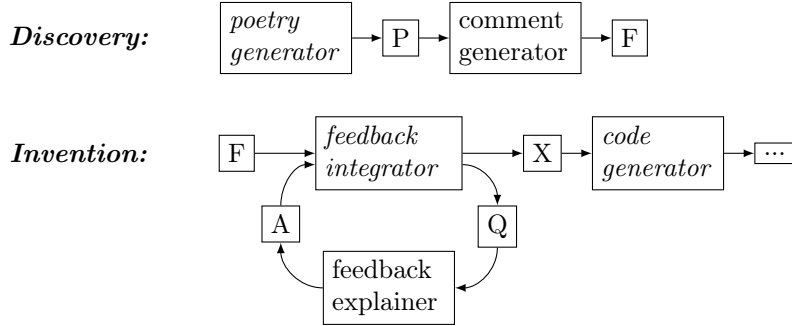 Discovery:
poetry
generator
P
comment
generator
F
Invention:
F
feedback
integrator
X
code
generator
...
A
Q
feedback
explainer